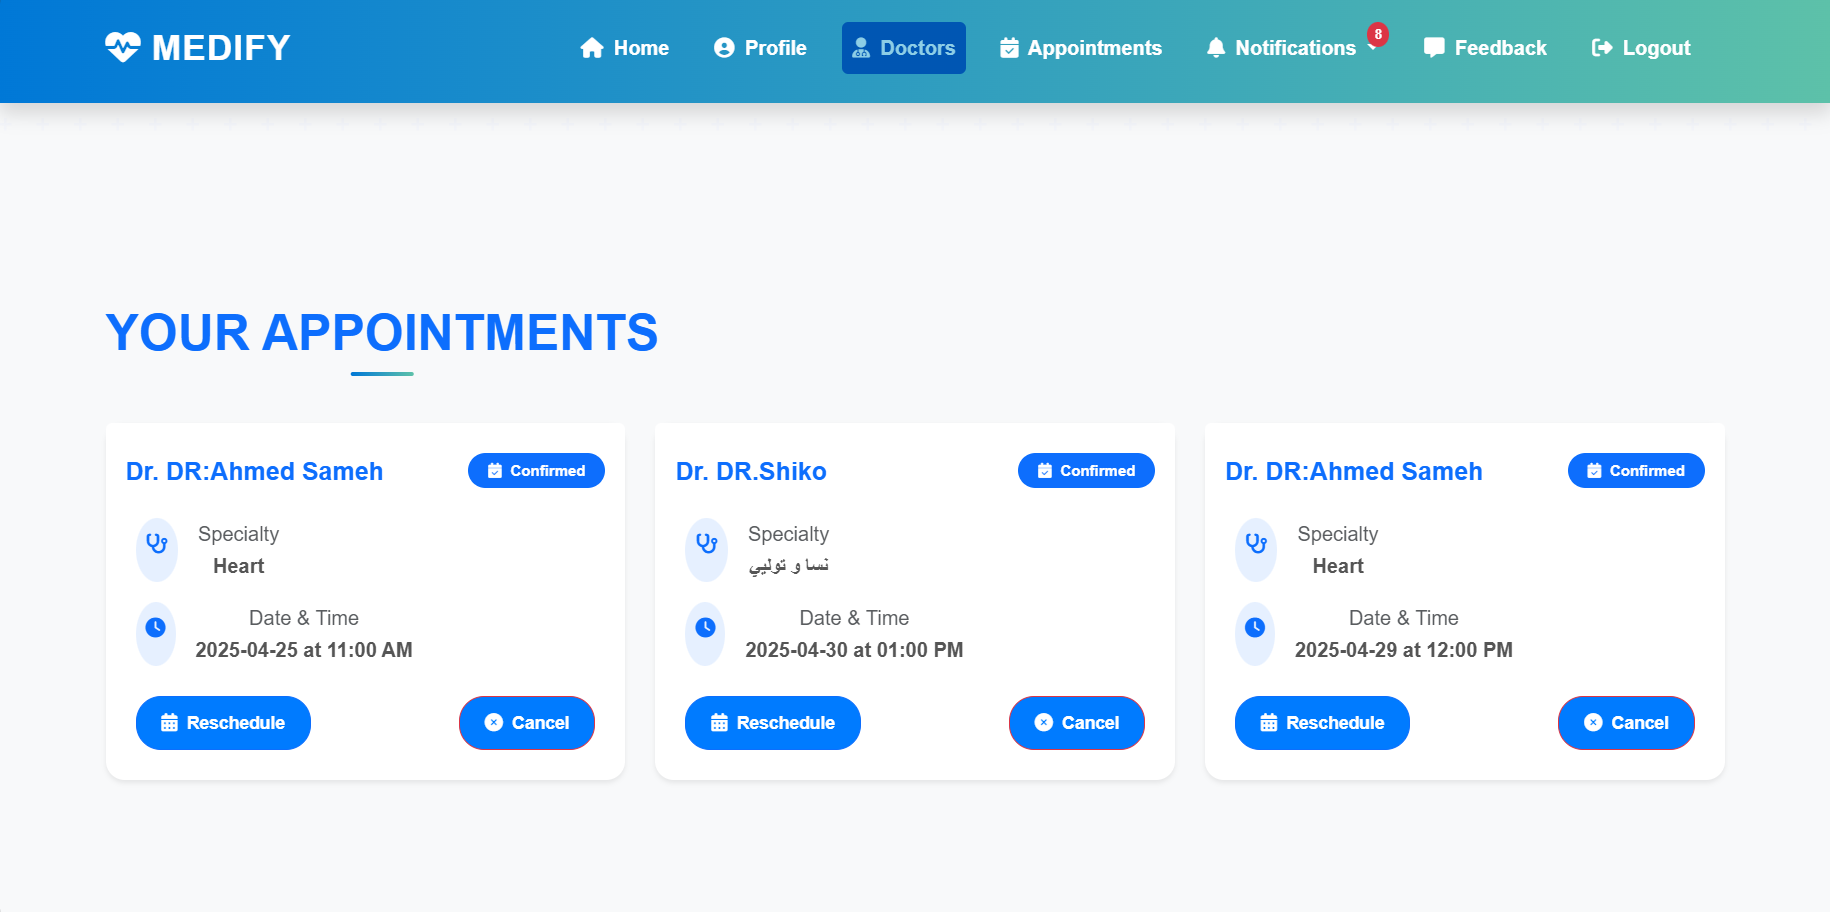 MEDIFY
Home
Profile
Doctors
Appointments
Notifications
8
Feedback
Logout
YOUR APPOINTMENTS
Dr. DR:Ahmed Sameh
Confirmed
Specialty
Heart
Date & Time
2025-04-25 at 11:00 AM
Reschedule
Cancel
Dr. DR.Shiko
Confirmed
Specialty
نسا و توليي
Date & Time
2025-04-30 at 01:00 PM
Reschedule
Cancel
Dr. DR:Ahmed Sameh
Confirmed
Specialty
Heart
Date & Time
2025-04-29 at 12:00 PM
Reschedule
Cancel